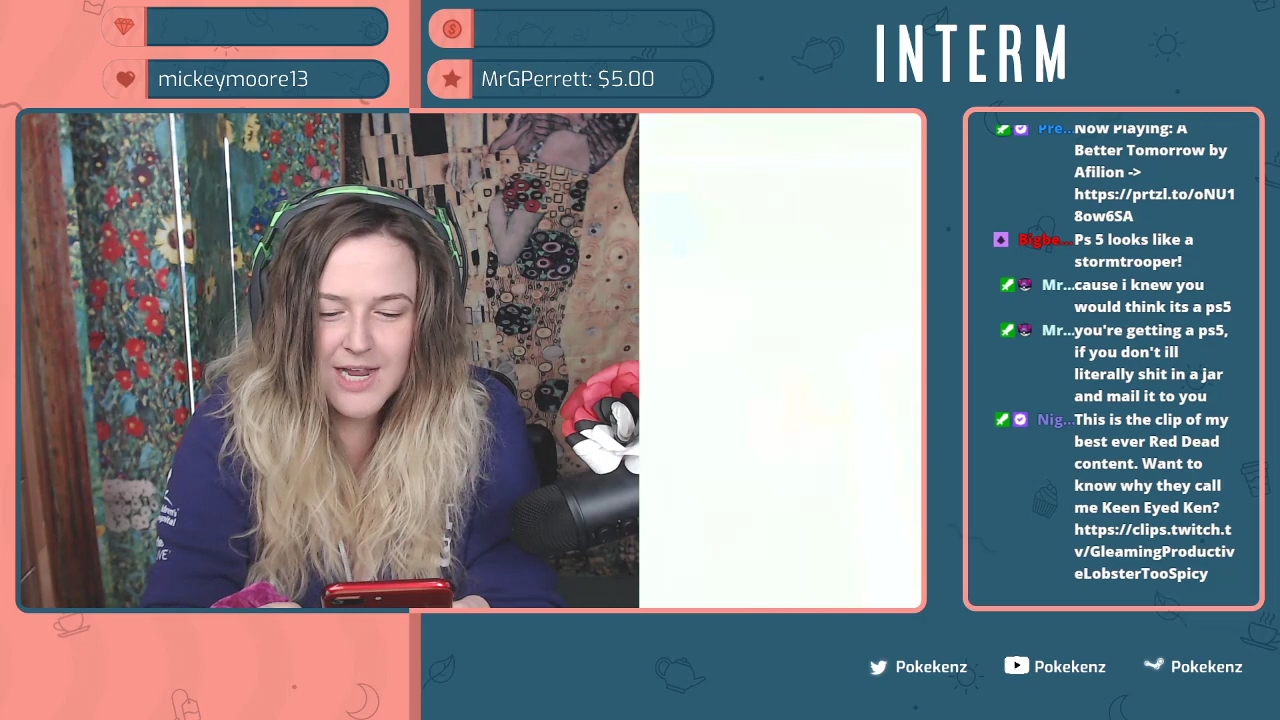 mickeymoore13
MrGPerrett: $5.00
INTERM
Pre... Now Playing: A
Better Tomorrow by
Afilion ->
https://prtzl.to/oNU1
8ow6SA
Bigbe... Ps 5 looks like a
stormtrooper!
Mr... cause i knew you
would think its a ps5
Mr... you're getting a ps5,
if you don't ill
literally shit in a jar
and mail it to you
Nig... This is the clip of my
best ever Red Dead
content. Want to
know why they call
me Keen Eyed Ken?
https://clips.twitch.t
v/GleamingProductiv
eLobsterTooSpicy
Pokekenz
Pokekenz
Pokekenz